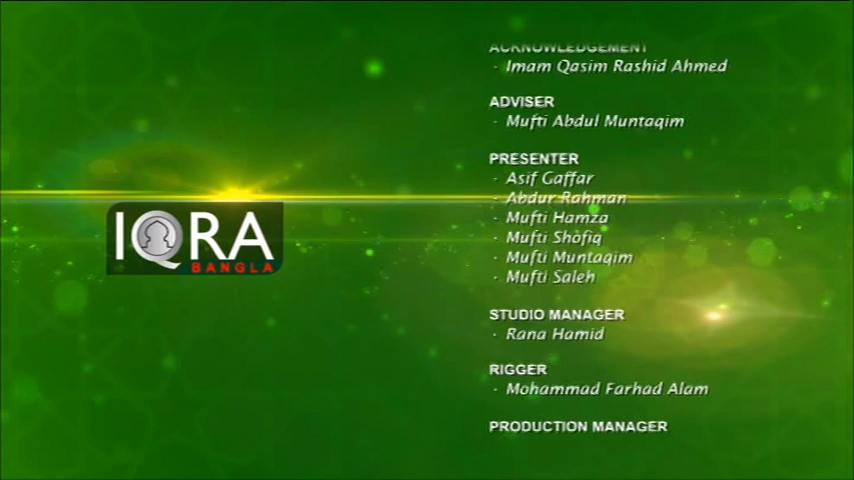 IQRA
BANGLA
ACKNOWLEDGEMENT
- Imam Qasim Rashid Ahmed
ADVISER
- Mufti Abdul Muntaqim
PRESENTER
- Asif Gaffar
- Abdur Rahman
- Mufti Hamza
- Mufti Shofiq
- Mufti Muntaqim
- Mufti Saleh
STUDIO MANAGER
- Rana Hamid
RIGGER
- Mohammad Farhad Alam
PRODUCTION MANAGER